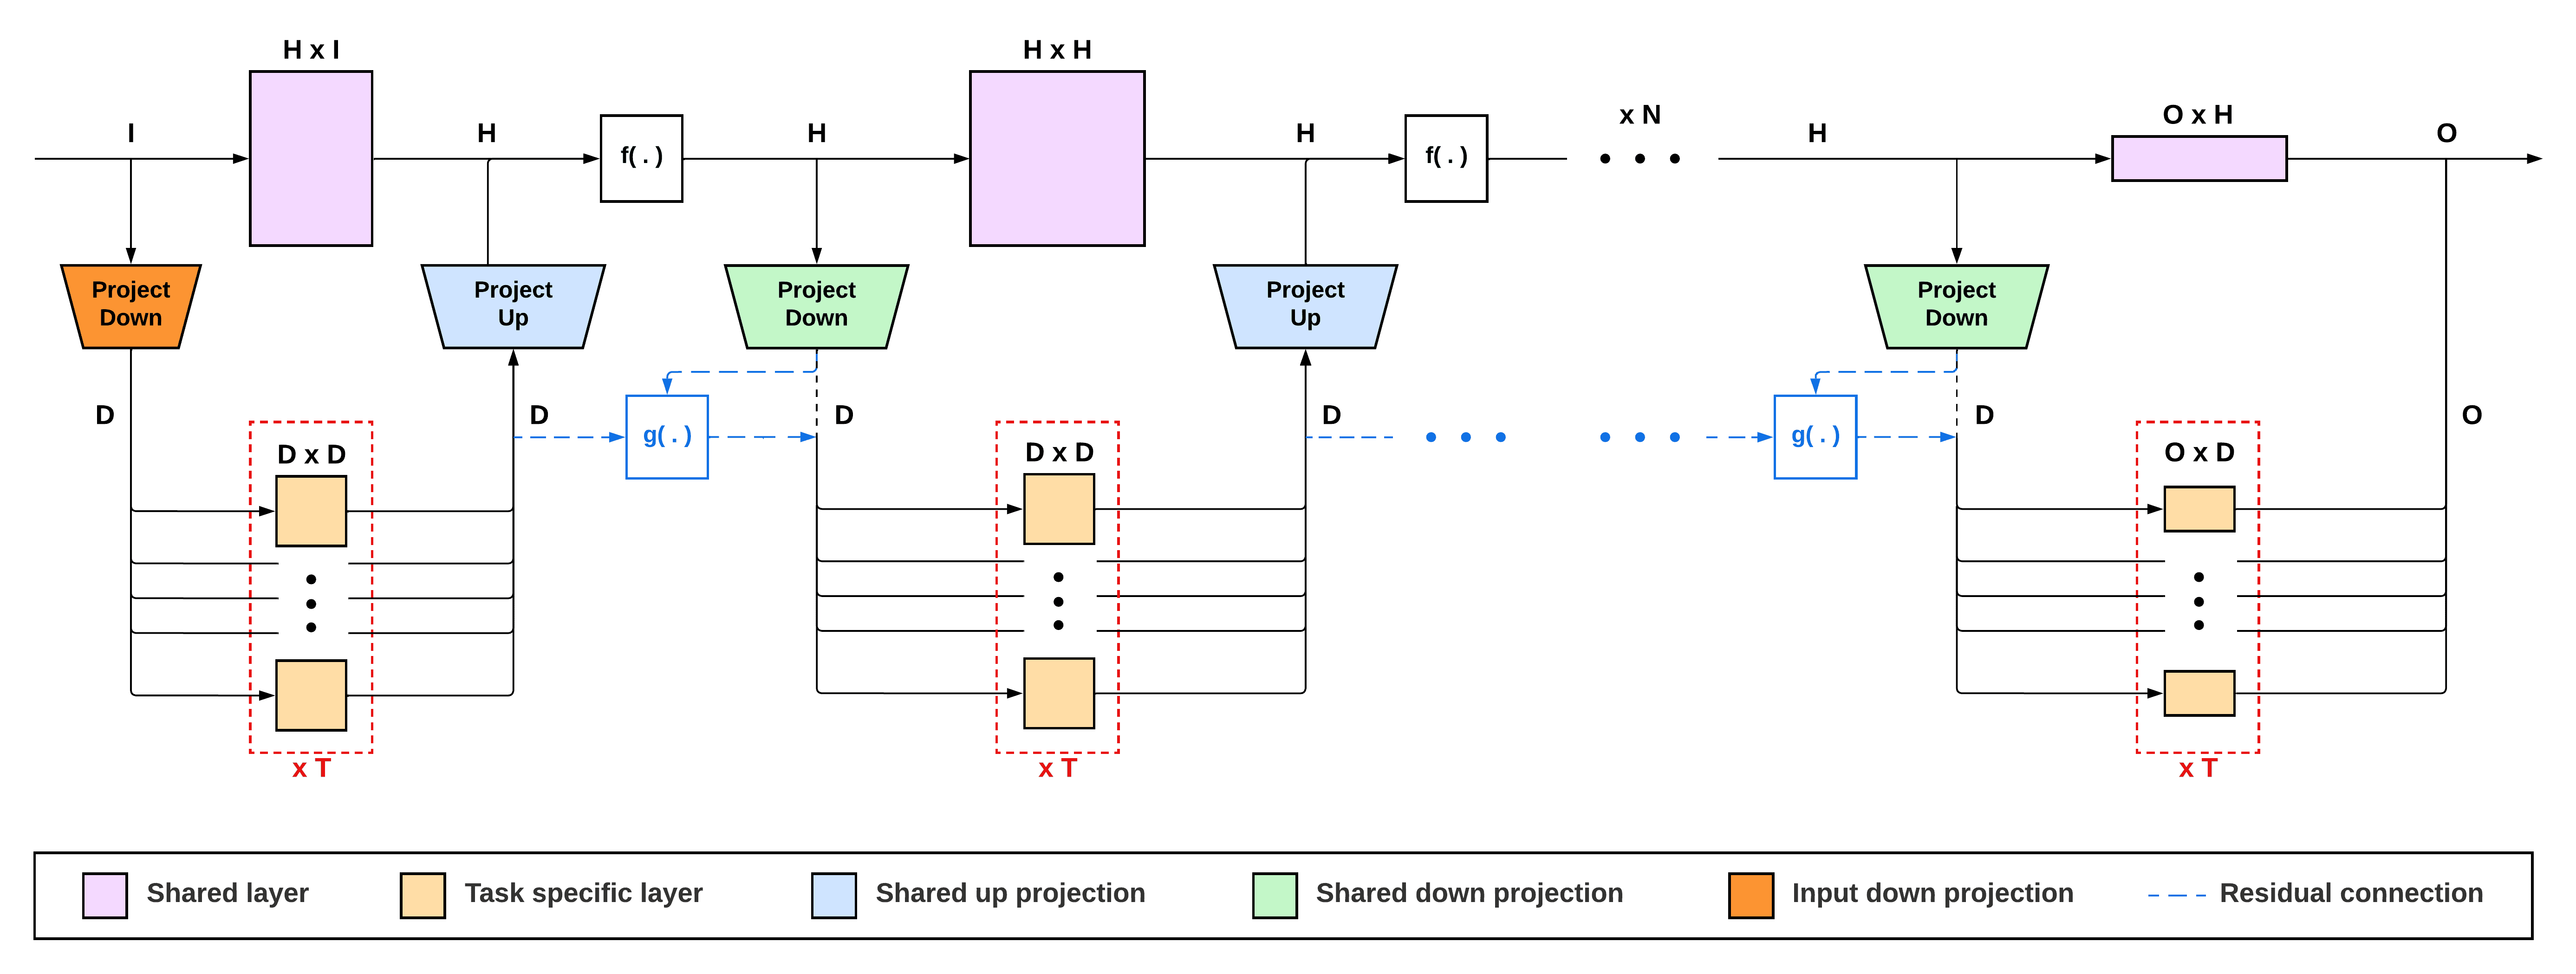 H x I
H x H
x N
O x H
I
H
f( . )
H
H
f( . )
H
O
Project
Down
Project
Up
Project
Down
Project
Up
Project
Down
D
D
g( . )
D
D
g( . )
D
O
D x D
D x D
O x D
x T
x T
x T
Shared layer
Task specific layer
Shared up projection
Shared down projection
Input down projection
Residual connection